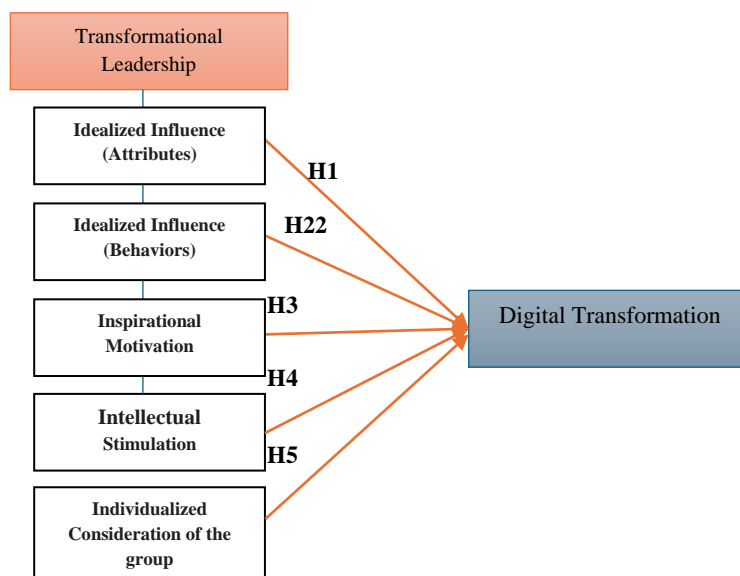 Transformational
Leadership
Idealized Influence
(Attributes)
H1
Idealized Influence
(Behaviors)
H22
Inspirational
Motivation
H3
Digital Transformation
Intellectual
Stimulation
H4
Individualized
Consideration of the
group
H5